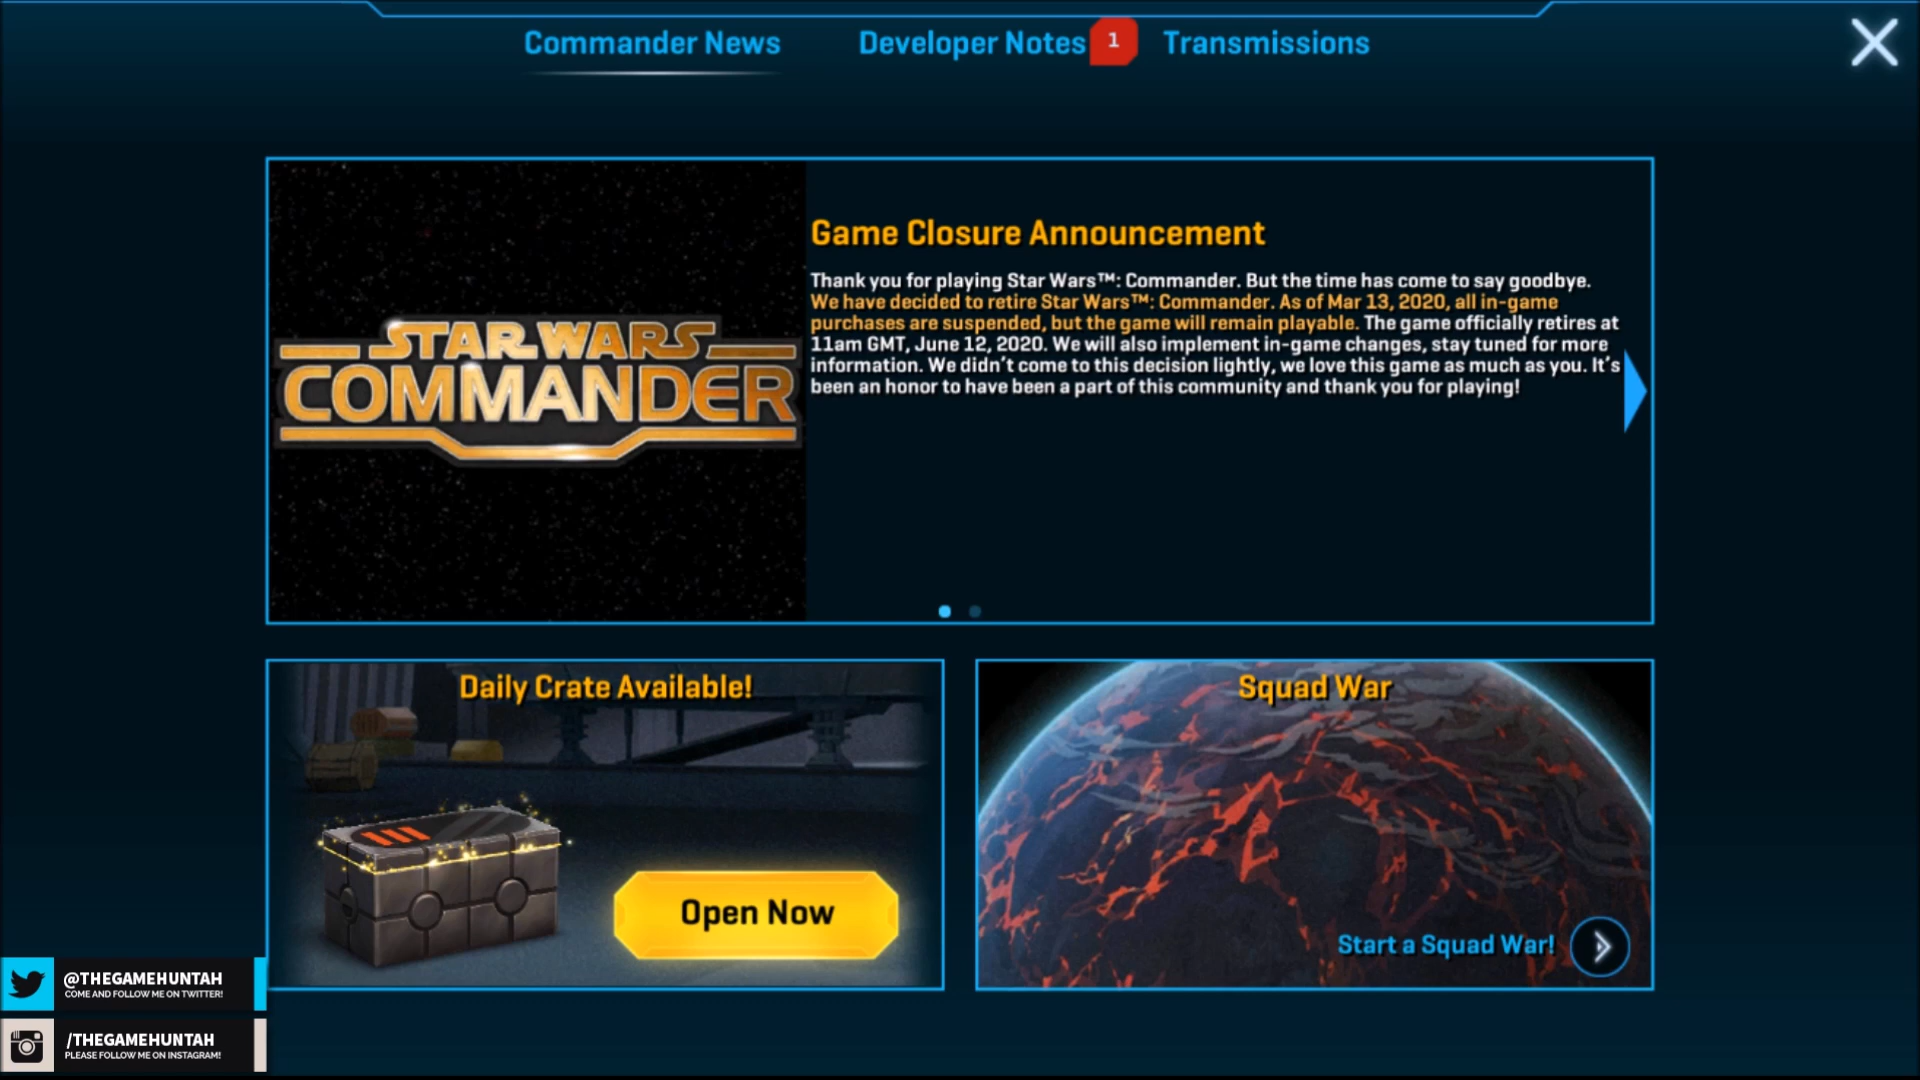 Commander News
Developer Notes
1
Transmissions
STAR WARS
COMMANDER
Game Closure Announcement
Thank you for playing Star Wars™: Commander. But the time has come to say goodbye.
We have decided to retire Star Wars™: Commander. As of Mar 13, 2020, all in-game
purchases are suspended, but the game will remain playable. The game officially retires at
11am GMT, June 12, 2020. We will also implement in-game changes, stay tuned for more
information. We didn't come to this decision lightly, we love this game as much as you. It's
been an honor to have been a part of this community and thank you for playing!
Daily Crate Available!
Open Now
Squad War
Start a Squad War!
@THEGAMEHUNTAH
COME AND FOLLOW ME ON TWITTER!
/THEGAMEHUNTAH
PLEASE FOLLOW ME ON INSTAGRAM!